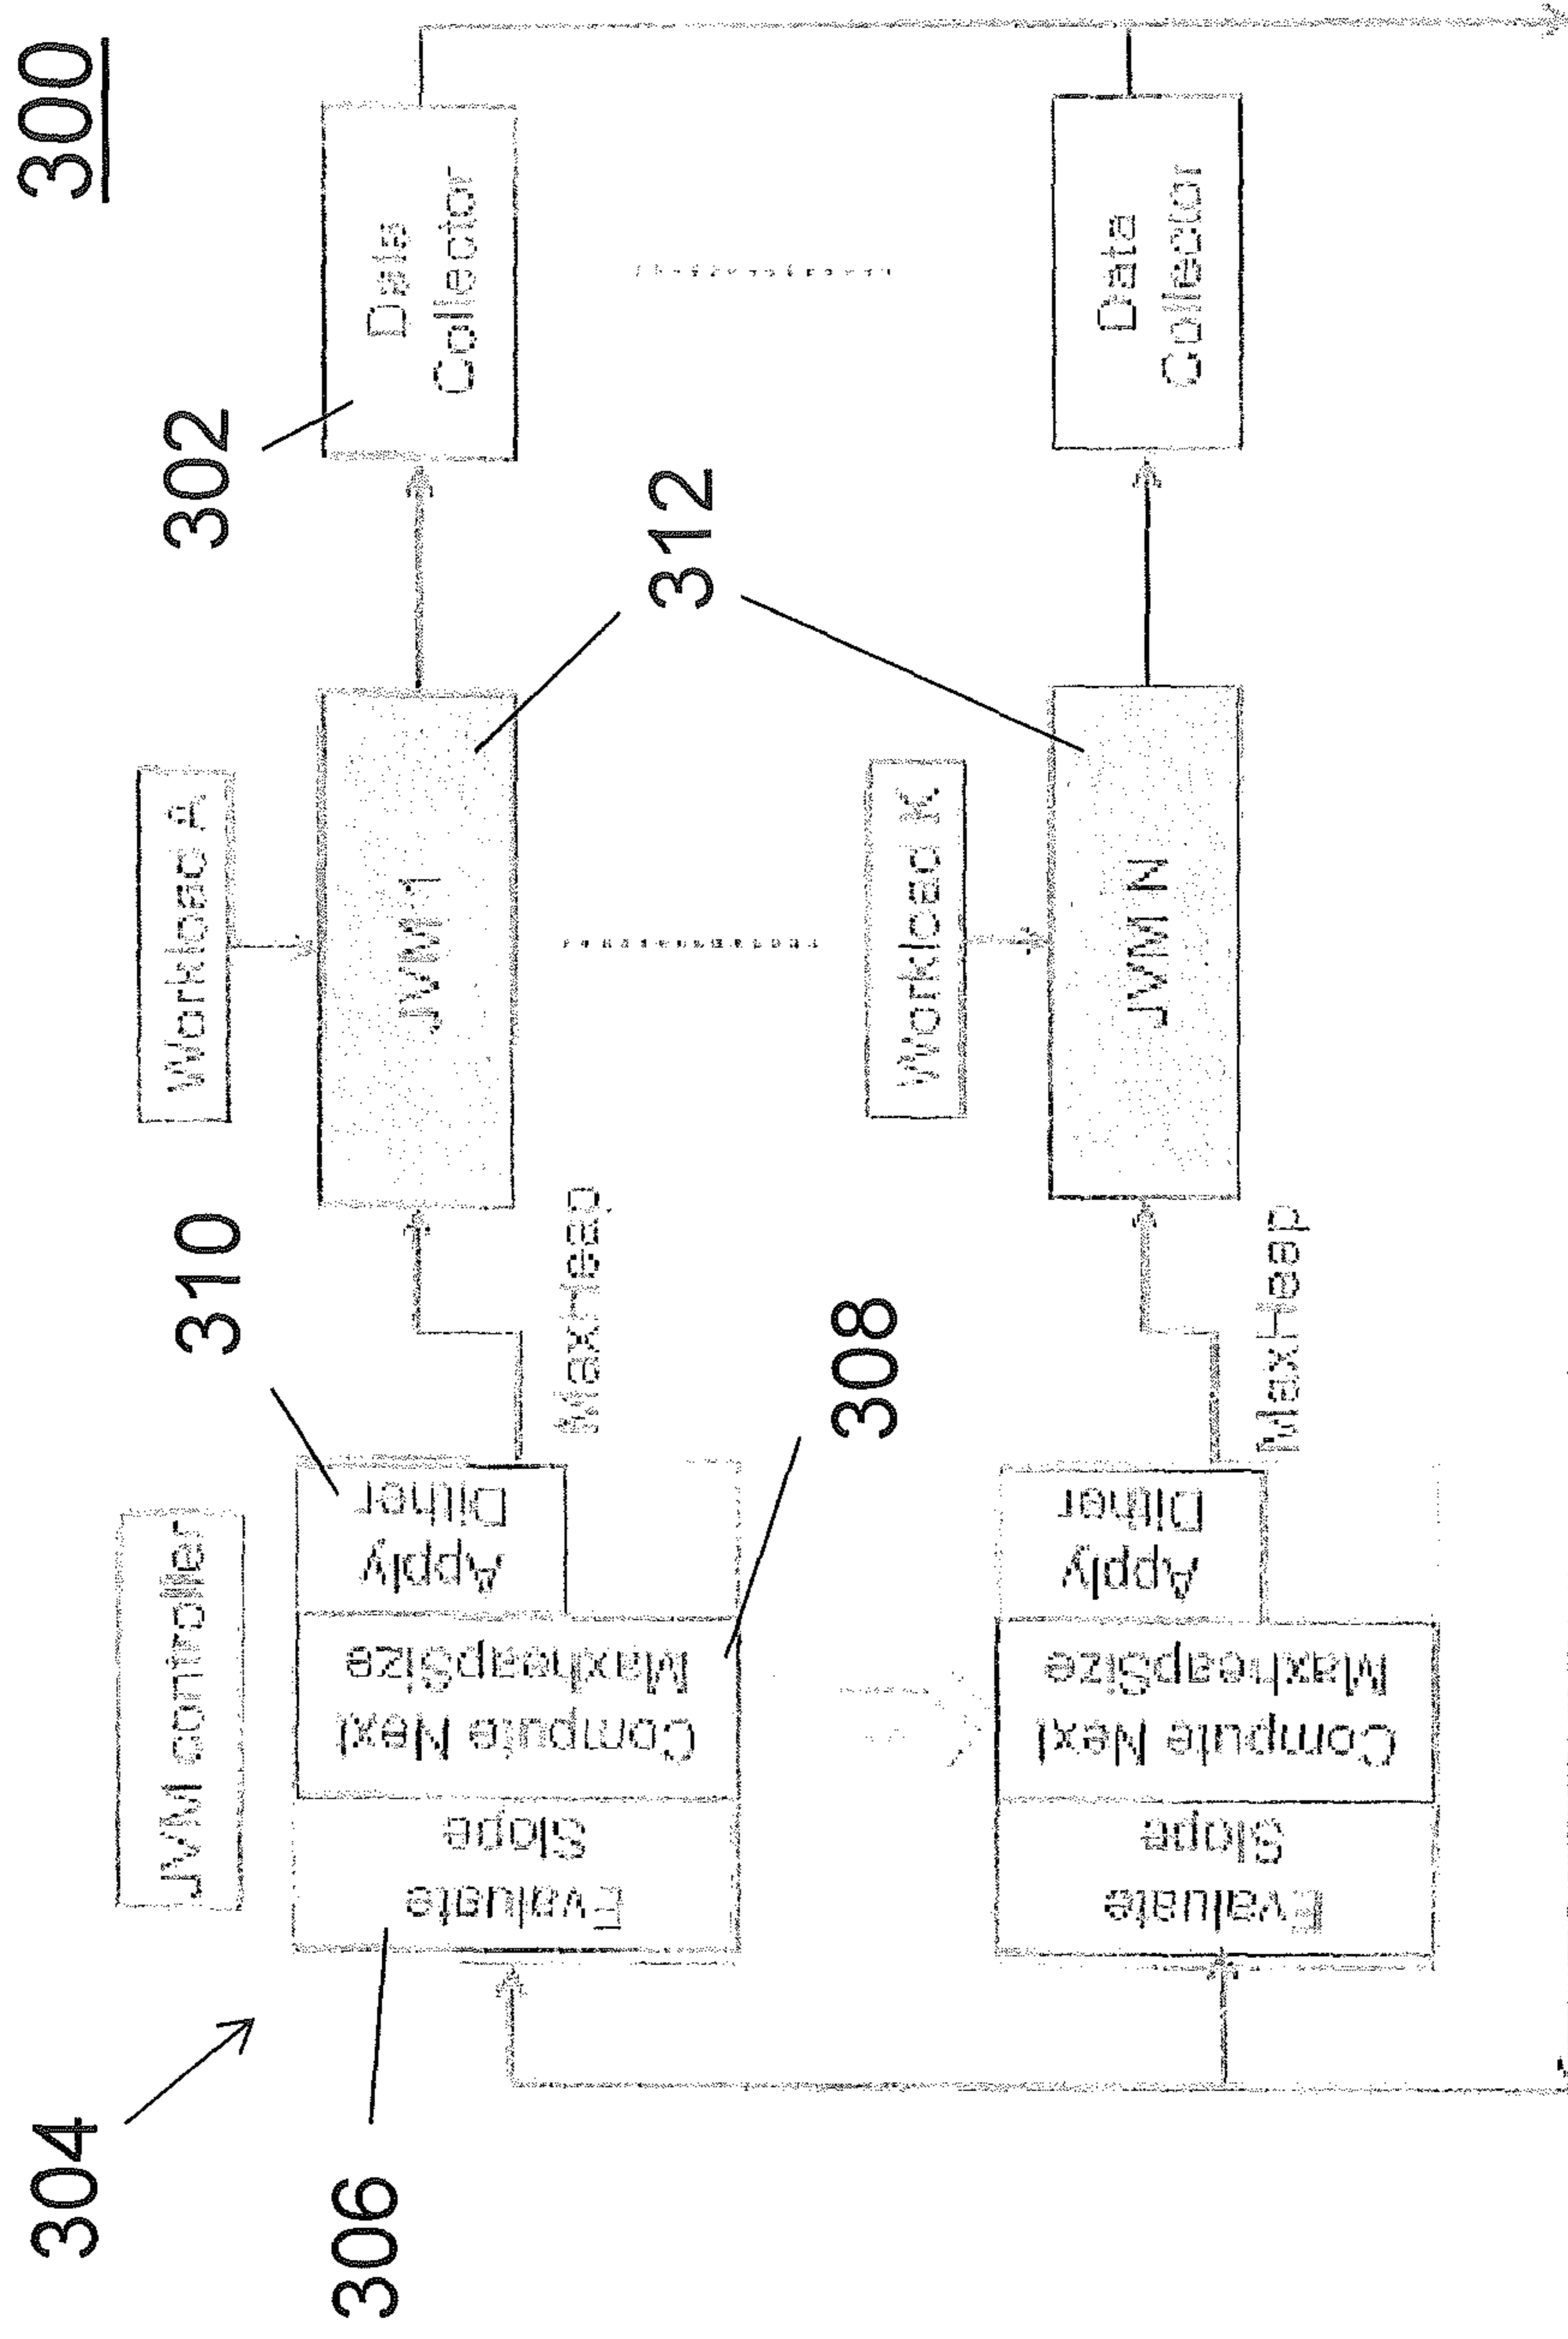 300
304
306
JVM controller
310
Workload A
302
Evaluate
Slope
Compute Next
MaxheapSize
Apply
Dither
MaxHeap
JVM 1
Data
Collector
308
312
Workload K
Evaluate
Slope
Compute Next
MaxheapSize
Apply
Dither
MaxHeap
JVM N
Data
Collector